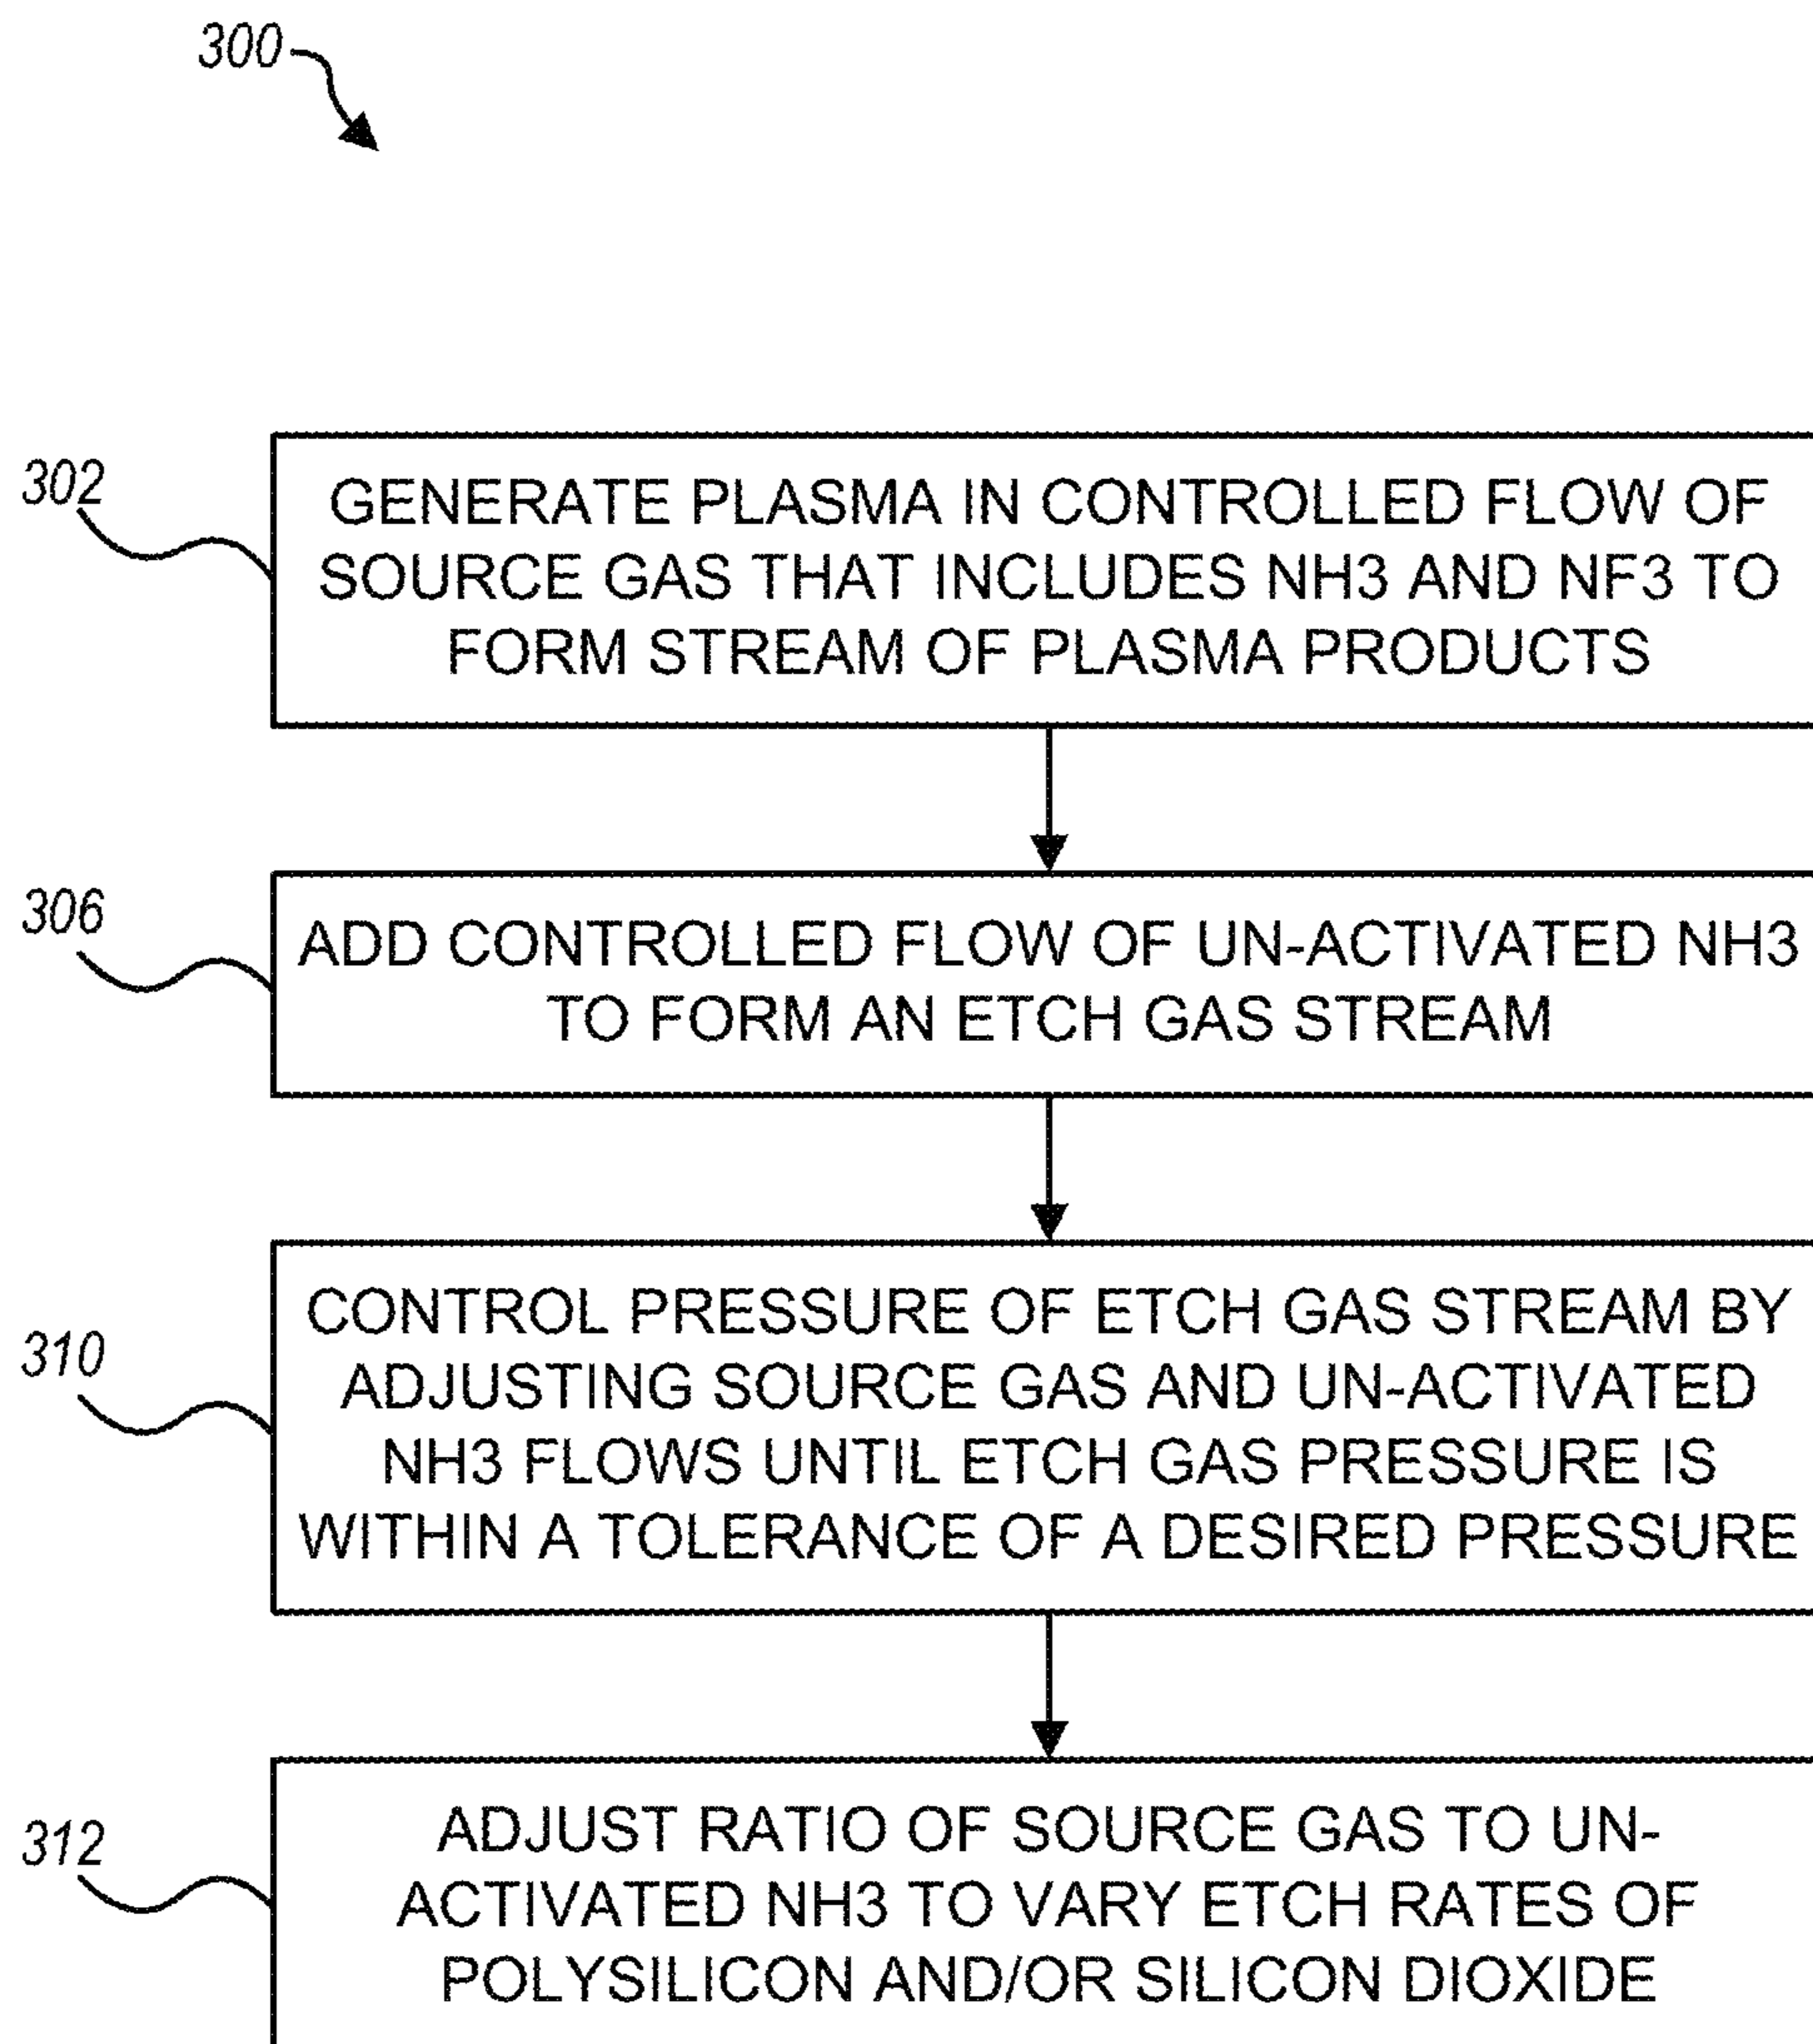 300
302
GENERATE PLASMA IN CONTROLLED FLOW OF
SOURCE GAS THAT INCLUDES NH3 AND NF3 TO
FORM STREAM OF PLASMA PRODUCTS
306
ADD CONTROLLED FLOW OF UN-ACTIVATED NH3
TO FORM AN ETCH GAS STREAM
310
CONTROL PRESSURE OF ETCH GAS STREAM BY
ADJUSTING SOURCE GAS AND UN-ACTIVATED
NH3 FLOWS UNTIL ETCH GAS PRESSURE IS
WITHIN A TOLERANCE OF A DESIRED PRESSURE
312
ADJUST RATIO OF SOURCE GAS TO UN-
ACTIVATED NH3 TO VARY ETCH RATES OF
POLYSILICON AND/OR SILICON DIOXIDE